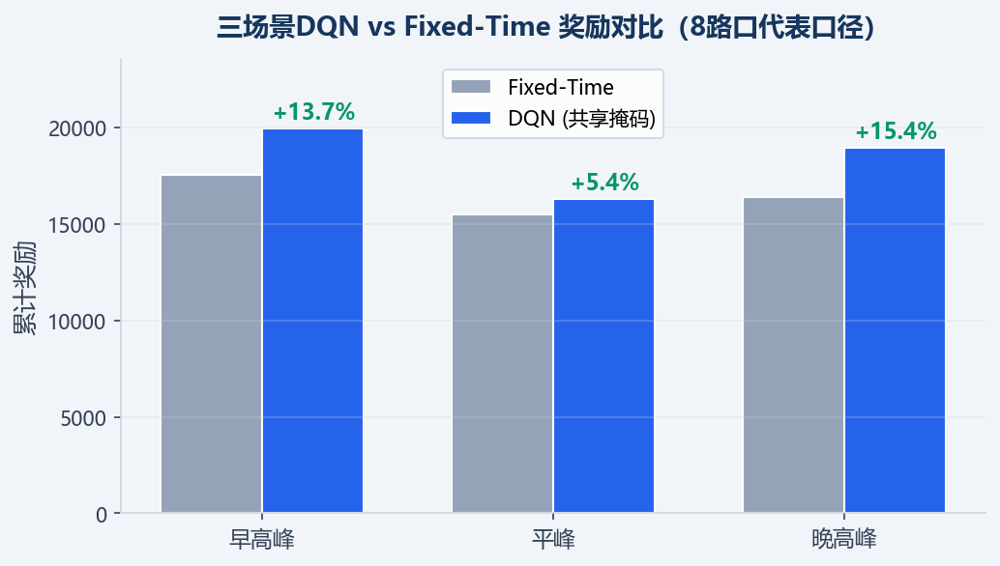 三场景DQN vs Fixed-Time 奖励对比（8路口代表口径）
Fixed-Time
DQN (共享掩码)
+13.7%
+5.4%
+15.4%
累计奖励
20000
15000
10000
5000
0
早高峰
平峰
晚高峰